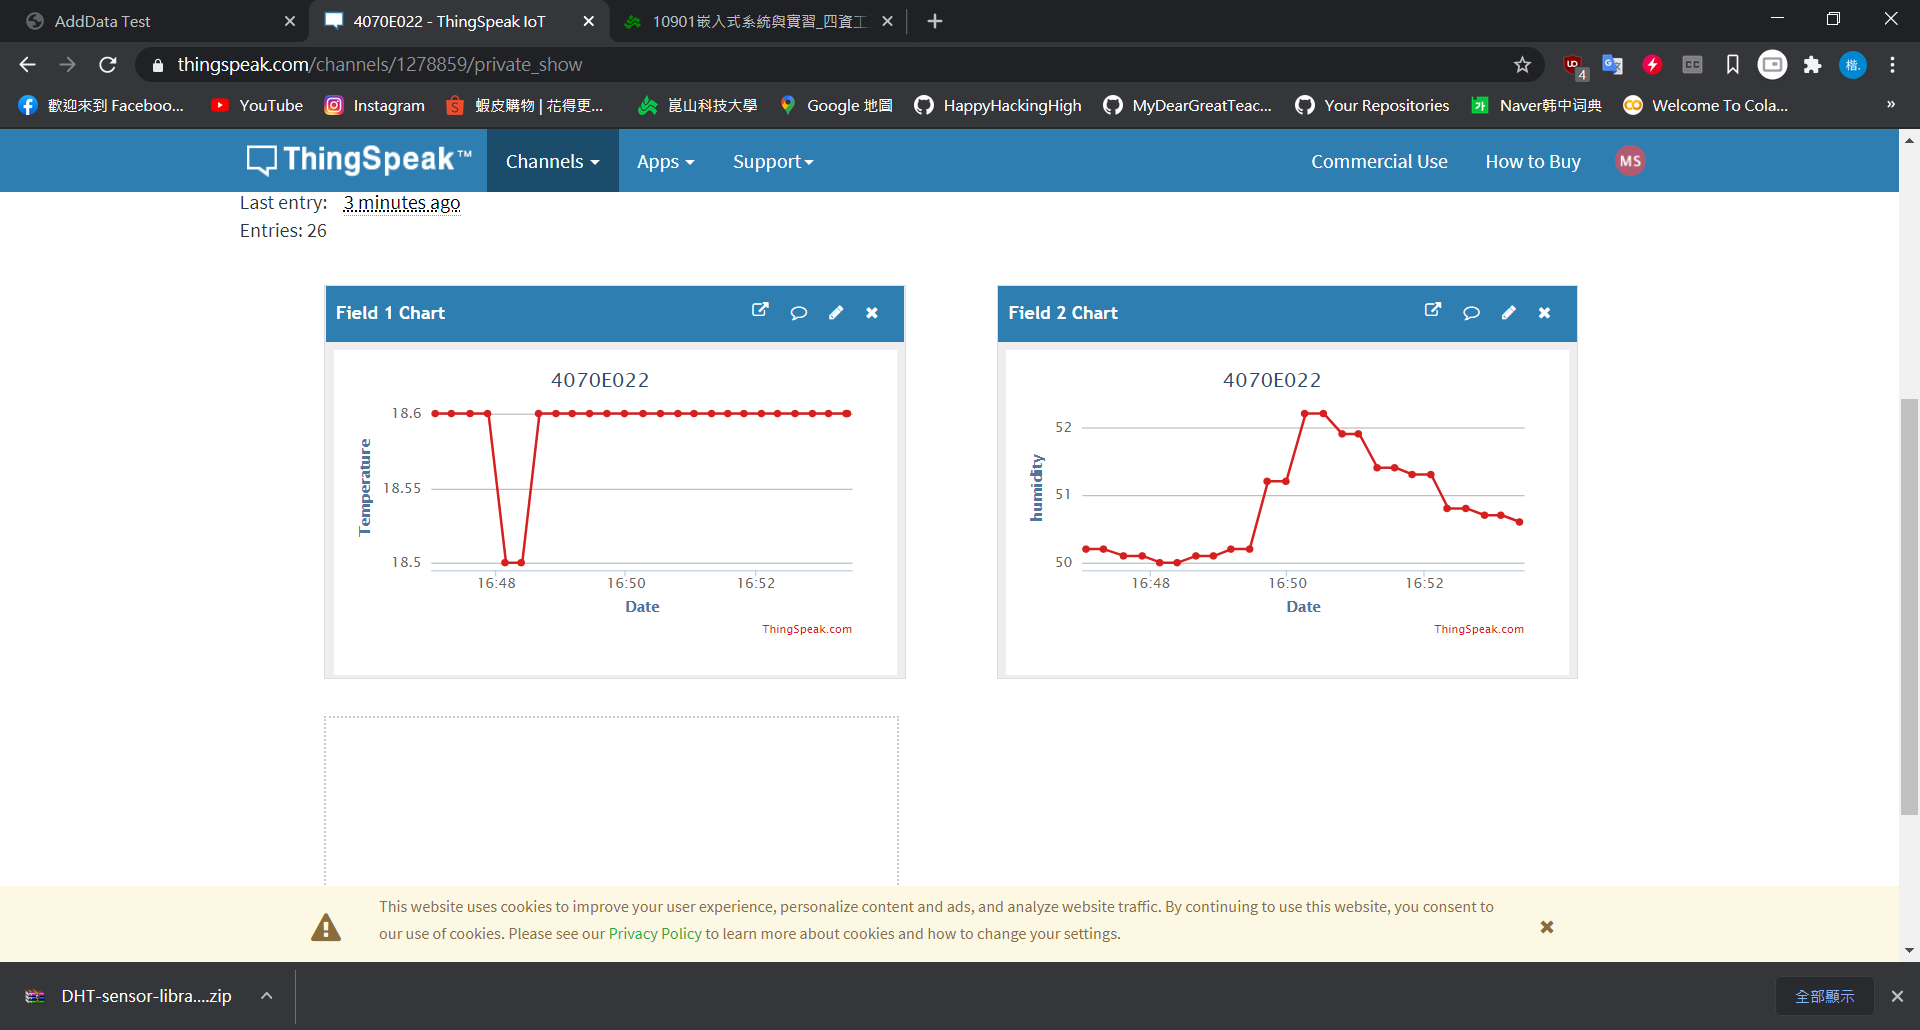 AddData Test
4070E022 - ThingSpeak IoT
10901嵌入式系統與實習_四資工
thingspeak.com/channels/1278859/private_show
4
CC
楷.
歡迎來到 Faceboo...
YouTube
Instagram
蝦皮購物 | 花得更...
崑山科技大學
Google 地圖
HappyHackingHigh
MyDearGreatTeac...
Your Repositories
Naver韩中词典
Welcome To Cola...
»
ThingSpeak™
Channels
Apps
Support
Commercial Use
How to Buy
MS
Last entry: 3 minutes ago
Entries: 26
Field 1 Chart
4070E022
18.6
18.55
18.5
Temperature
16:48 16:50 16:52
Date
ThingSpeak.com
Field 2 Chart
4070E022
52
51
50
humidity
16:48 16:50 16:52
Date
ThingSpeak.com
This website uses cookies to improve your user experience, personalize content and ads, and analyze website traffic. By continuing to use this website, you consent to
our use of cookies. Please see our Privacy Policy to learn more about cookies and how to change your settings.
DHT-sensor-libra....zip
全部顯示